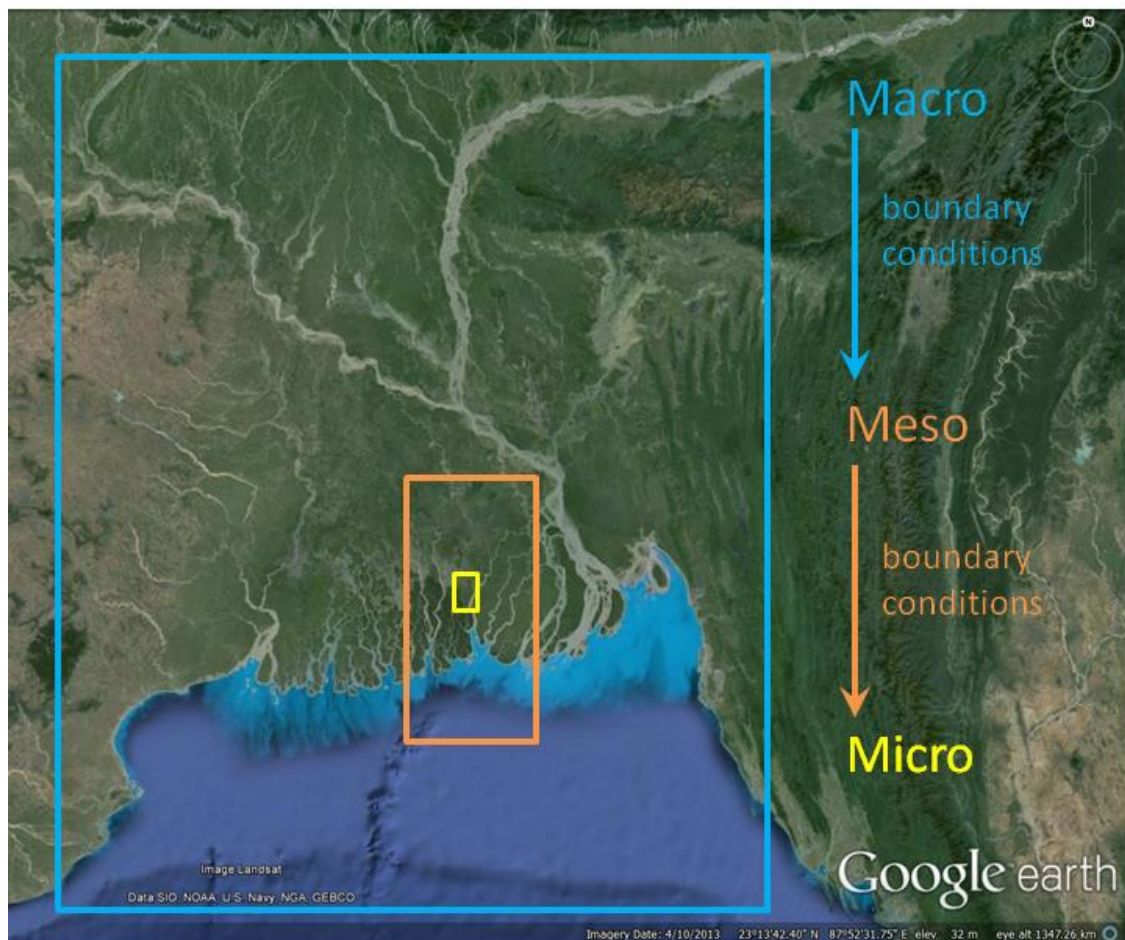 N
Macro
boundary
conditions
Meso
boundary
conditions
Micro
Image Landsat
Data SIO, NOAA, U.S. Navy, NGA, GEBCO
Google earth
Imagery Date: 4/10/2013 23°13'42.40" N 87°52'31.75" E elev 32 m eye alt 1347.26 km